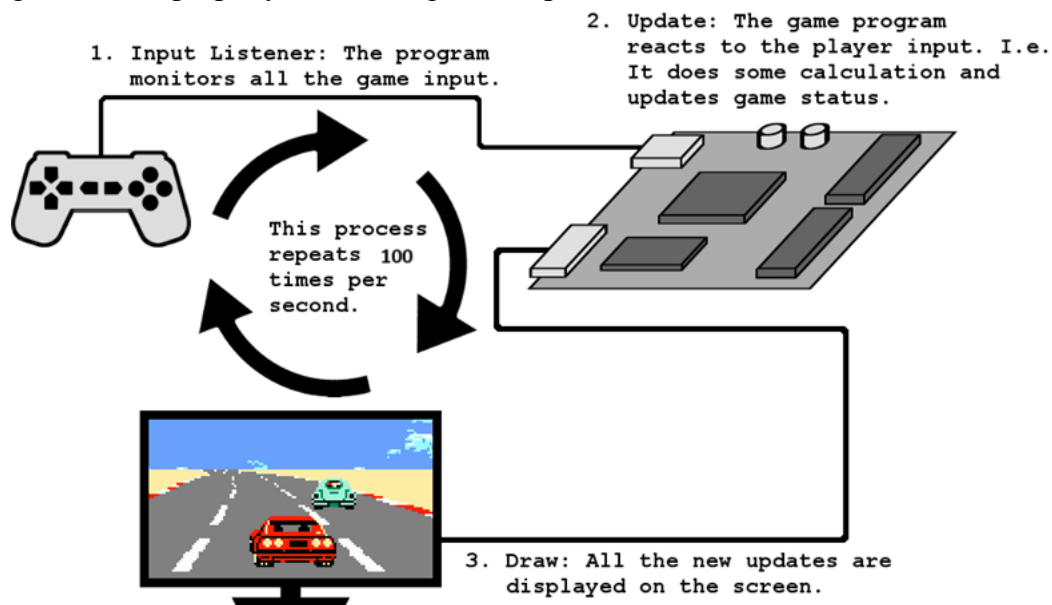 1. Input Listener: The program
monitors all the game input.
2. Update: The game program
reacts to the player input. I.e.
It does some calculation and
updates game status.
This process
repeats 100
times per
second.
3. Draw: All the new updates are
displayed on the screen.